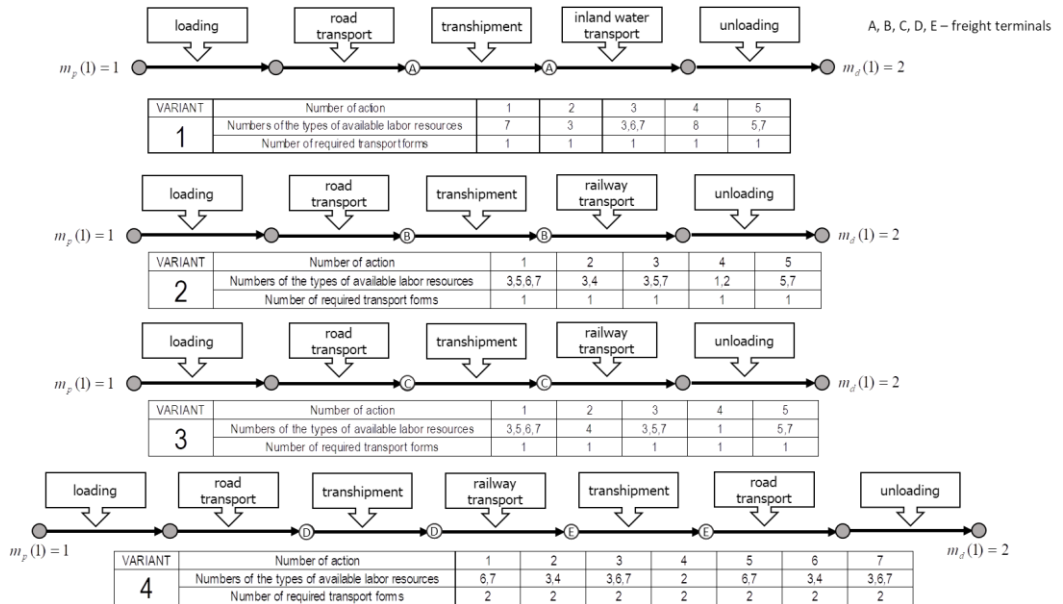 loading
road transport
transhipment
inland water transport
unloading
A, B, C, D, E – freight terminals
m_p(1) = 1
A
A
m_d(1) = 2
VARIANT Number of action 1 2 3 4 5
1 Numbers of the types of available labor resources 7 3 3,6,7 8 5,7
Number of required transport forms 1 1 1 1 1
loading
road transport
transhipment
railway transport
unloading
m_p(1) = 1
B
B
m_d(1) = 2
VARIANT Number of action 1 2 3 4 5
2 Numbers of the types of available labor resources 3,5,6,7 3,4 3,5,7 1,2 5,7
Number of required transport forms 1 1 1 1 1
loading
road transport
transhipment
railway transport
unloading
m_p(1) = 1
C
C
m_d(1) = 2
VARIANT Number of action 1 2 3 4 5
3 Numbers of the types of available labor resources 3,5,6,7 4 3,5,7 1 5,7
Number of required transport forms 1 1 1 1 1
loading
road transport
transhipment
railway transport
transhipment
road transport
unloading
D
D
E
E
m_p(1) = 1
m_d(1) = 2
VARIANT Number of action 1 2 3 4 5 6 7
4 Numbers of the types of available labor resources 6,7 3,4 3,6,7 2 6,7 3,4 3,6,7
Number of required transport forms 2 2 2 2 2 2 2